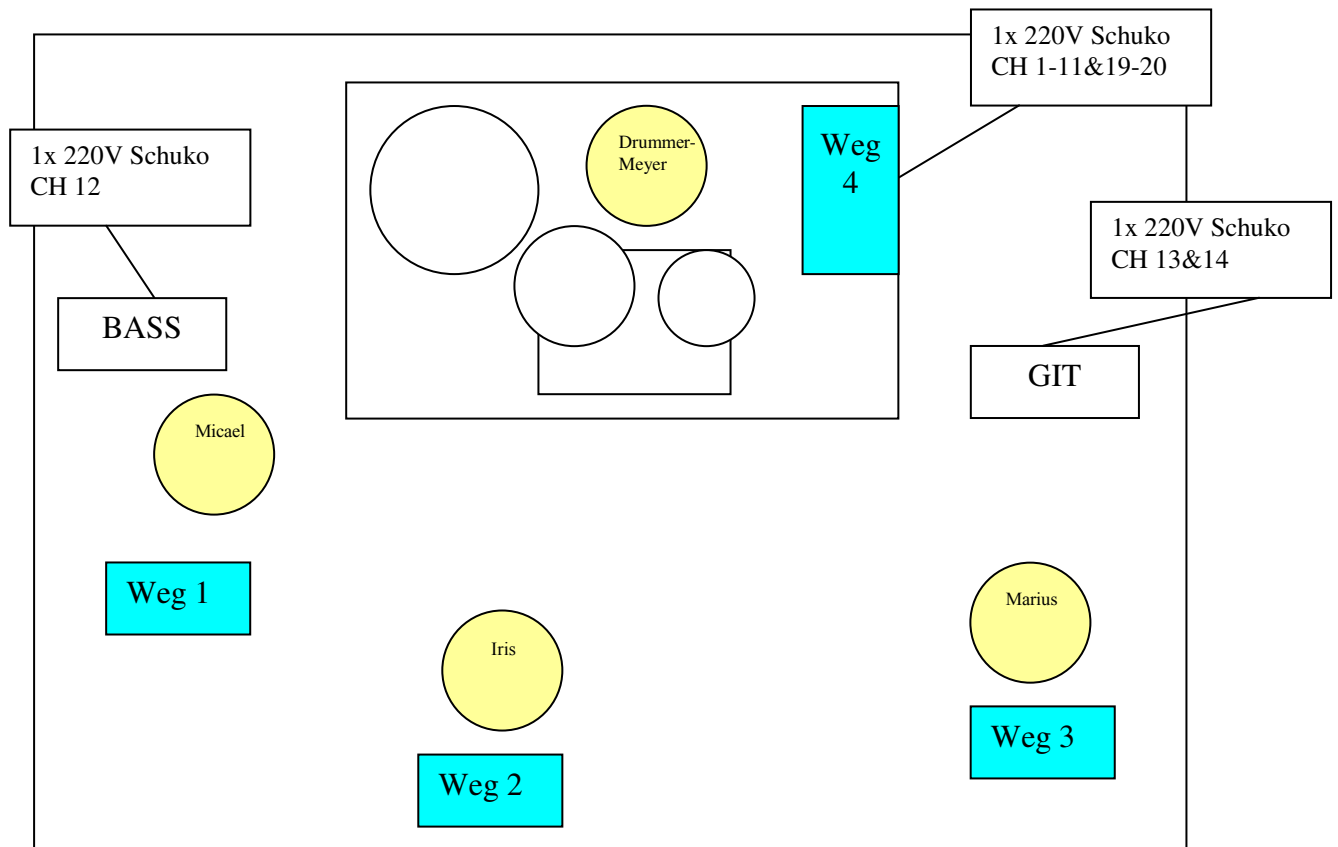 1x 220V Schuko
CH 1-11&19-20
Drummer-
Meyer
Weg
4
1x 220V Schuko
CH 12
1x 220V Schuko
CH 13&14
BASS
GIT
Micael
Weg 1
Marius
Iris
Weg 3
Weg 2